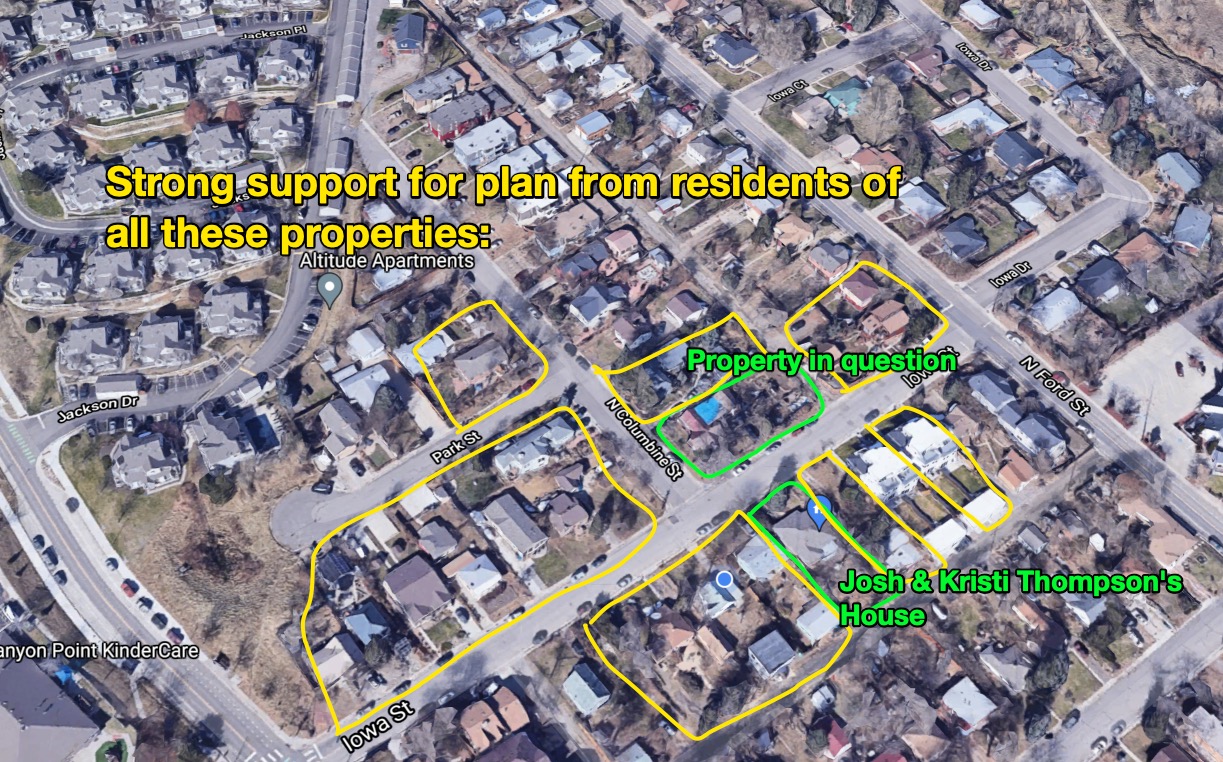 Jackson Pl
Iowa Dr
Iowa Ct
Strong support for plan from residents of
all these properties:
Altitude Apartments
Iowa Dr
Property in question
N Ford St
Jackson Dr
N Columbine St
Park St
Josh & Kristi Thompson's
House
anyon Point KinderCare
Iowa St